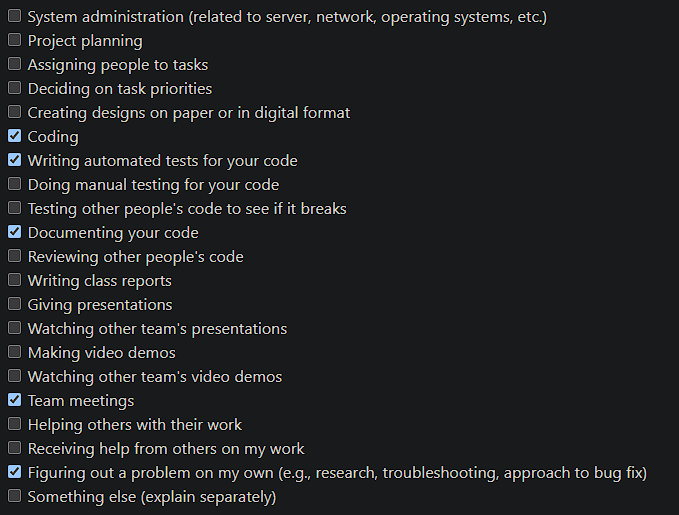 System administration (related to server, network, operating systems, etc.)
Project planning
Assigning people to tasks
Deciding on task priorities
Creating designs on paper or in digital format
Coding
Writing automated tests for your code
Doing manual testing for your code
Testing other people's code to see if it breaks
Documenting your code
Reviewing other people's code
Writing class reports
Giving presentations
Watching other team's presentations
Making video demos
Watching other team's video demos
Team meetings
Helping others with their work
Receiving help from others on my work
Figuring out a problem on my own (e.g., research, troubleshooting, approach to bug fix)
Something else (explain separately)